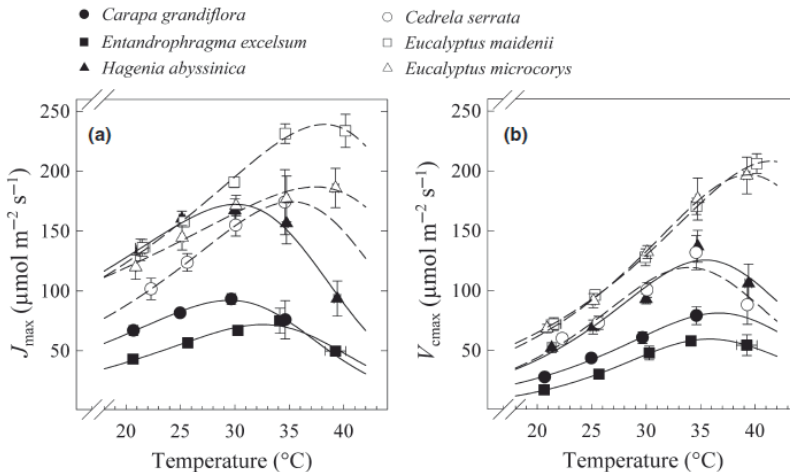 Carapa grandiflora
Entandrophragma excelsum
Hagenia abyssinica
Cedrela serrata
Eucalyptus maidenii
Eucalyptus microcorys
(a)
250
200
150
100
50
J_max (μmol m⁻² s⁻¹)
20 25 30 35 40
Temperature (°C)
(b)
250
200
150
100
50
V_cmax (μmol m⁻² s⁻¹)
20 25 30 35 40
Temperature (°C)